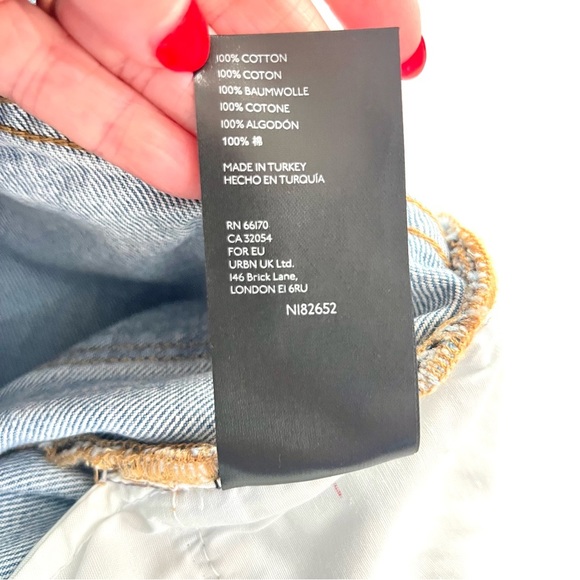 100% COTTON
100% COTON
100% BAUMWOLLE
100% COTONE
100% ALGODÓN
100% 棉
MADE IN TURKEY
HECHO EN TURQUÍA
RN 66170
CA 32054
FOR EU
URBN UK Ltd.
146 Brick Lane,
LONDON E1 6RU
N182652